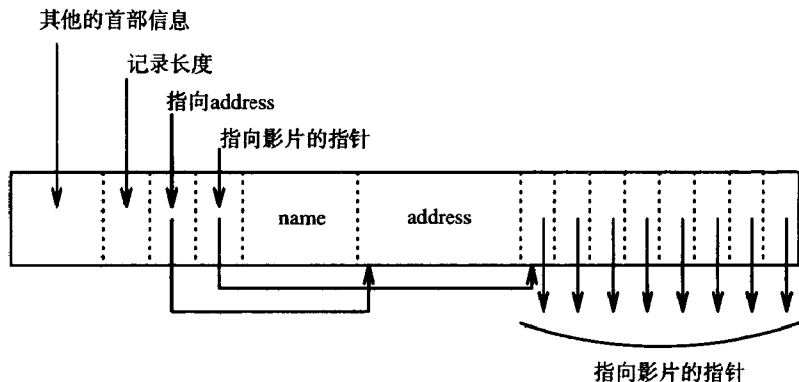 其他的首部信息
记录长度
指向address
指向影片的指针
name
address
指向影片的指针